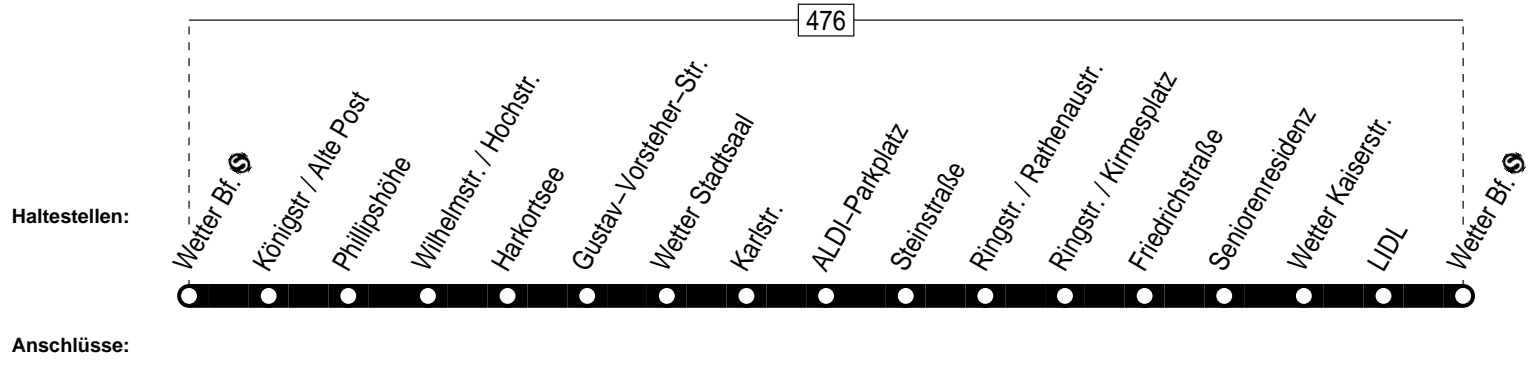 476
Haltestellen:
Wetter Bf. S
Königstr / Alte Post
Phillipshöhe
Wilhelmstr. / Hochstr.
Harkortsee
Gustav–Vorsteher–Str.
Wetter Stadtsaal
Karlstr.
ALDI–Parkplatz
Steinstraße
Ringstr. / Rathenaustr.
Ringstr. / Kirmesplatz
Friedrichstraße
Seniorenresidenz
Wetter Kaiserstr.
LIDL
Wetter Bf. S
Anschlüsse: